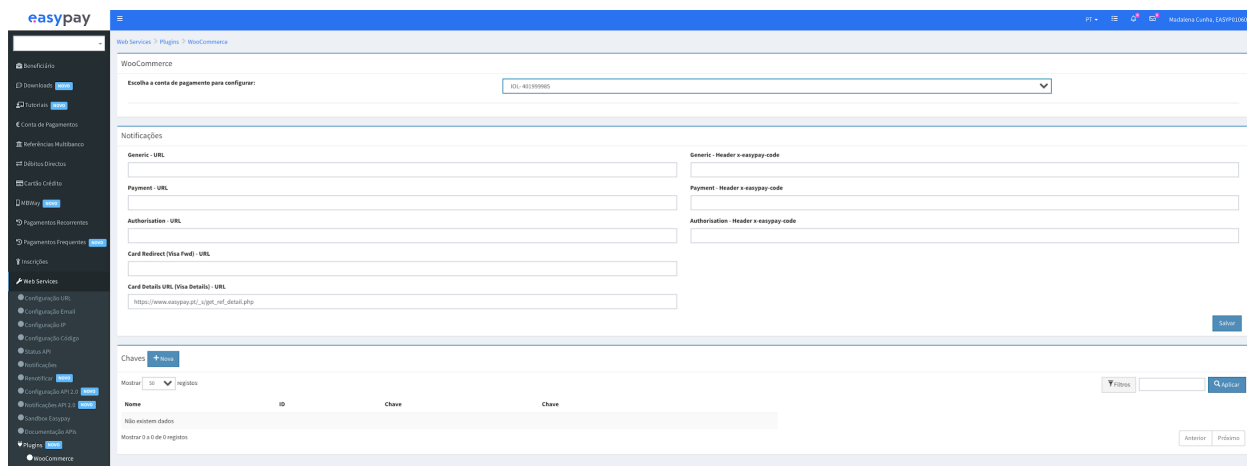 easypay
PT
Madalena Cunha, EASYP01060
Web Services > Plugins > WooCommerce
Beneficiário
Downloads NOVO
Tutoriais NOVO
Conta de Pagamentos
Referências Multibanco
Débitos Directos
Cartão Crédito
MBWay NOVO
Pagamentos Recorrentes
Pagamentos Frequentes NOVO
Inscrições
Web Services
Configuração URL
Configuração Email
Configuração IP
Configuração Código
Status API
Notificações
Renotificar NOVO
Configuração API 2.0 NOVO
Notificações API 2.0 NOVO
Sandbox Easypay
Documentação APIs
Plugins NOVO
WooCommerce
WooCommerce
Escolha a conta de pagamento para configurar:
IOL- 401999985
Notificações
Generic - URL
Generic - Header x-easypay-code
Payment - URL
Payment - Header x-easypay-code
Authorisation - URL
Authorisation - Header x-easypay-code
Card Redirect (Visa Fwd) - URL
Card Details URL (Visa Details) - URL
https://www.easypay.pt/_s/get_ref_detail.php
Salvar
Chaves + Nova
Mostrar 50 registos
Filtros
Aplicar
Nome ID Chave Chave
Não existem dados
Mostrar 0 a 0 de 0 registos
Anterior Próximo